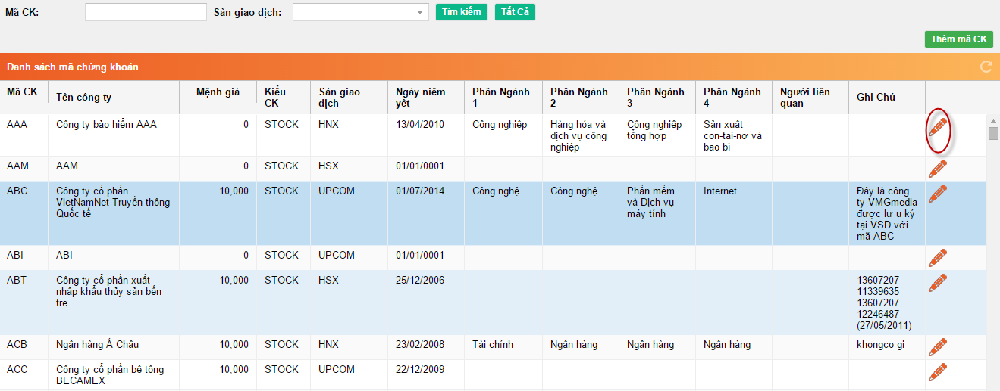 Mã CK: Sàn giao dịch: Tìm kiếm Tất Cả
Thêm mã CK
Danh sách mã chứng khoán
Mã CK Tên công ty Mệnh giá Kiểu CK Sàn giao dịch Ngày niêm yết Phân Ngành 1 Phân Ngành 2 Phân Ngành 3 Phân Ngành 4 Người liên quan Ghi Chú
AAA Công ty bảo hiểm AAA 0 STOCK HNX 13/04/2010 Công nghiệp Hàng hóa và dịch vụ công nghiệp Công nghiệp tổng hợp Sản xuất con-tai-nơ và bao bì
AAM AAM 0 STOCK HSX 01/01/0001
ABC Công ty cổ phần VietNamNet Truyền thông Quốc tế 10,000 STOCK UPCOM 01/07/2014 Công nghệ Công nghệ Phần mềm và Dịch vụ máy tính Internet Đây là công ty VMGmedia được lư u ký tại VSD với mã ABC
ABI ABI 0 STOCK UPCOM 01/01/0001
ABT Công ty cổ phần xuất nhập khẩu thủy sản bến tre 10,000 STOCK HSX 25/12/2006 13607207 11339635 13607207 12246487 (27/05/2011)
ACB Ngân hàng Á Châu 10,000 STOCK HNX 23/02/2008 Tài chính Ngân hàng Ngân hàng Ngân hàng khongco gi
ACC Công ty cổ phần bê tông BECAMEX 10,000 STOCK UPCOM 22/12/2009